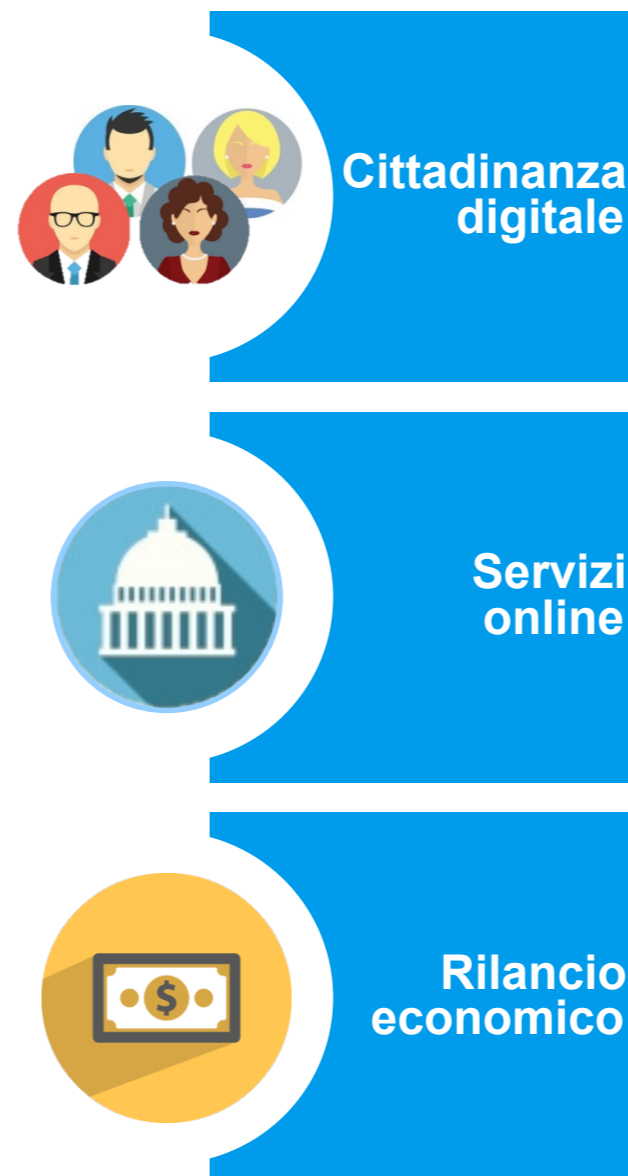 Cittadinanza
digitale
Servizi
online
$
Rilancio
economico